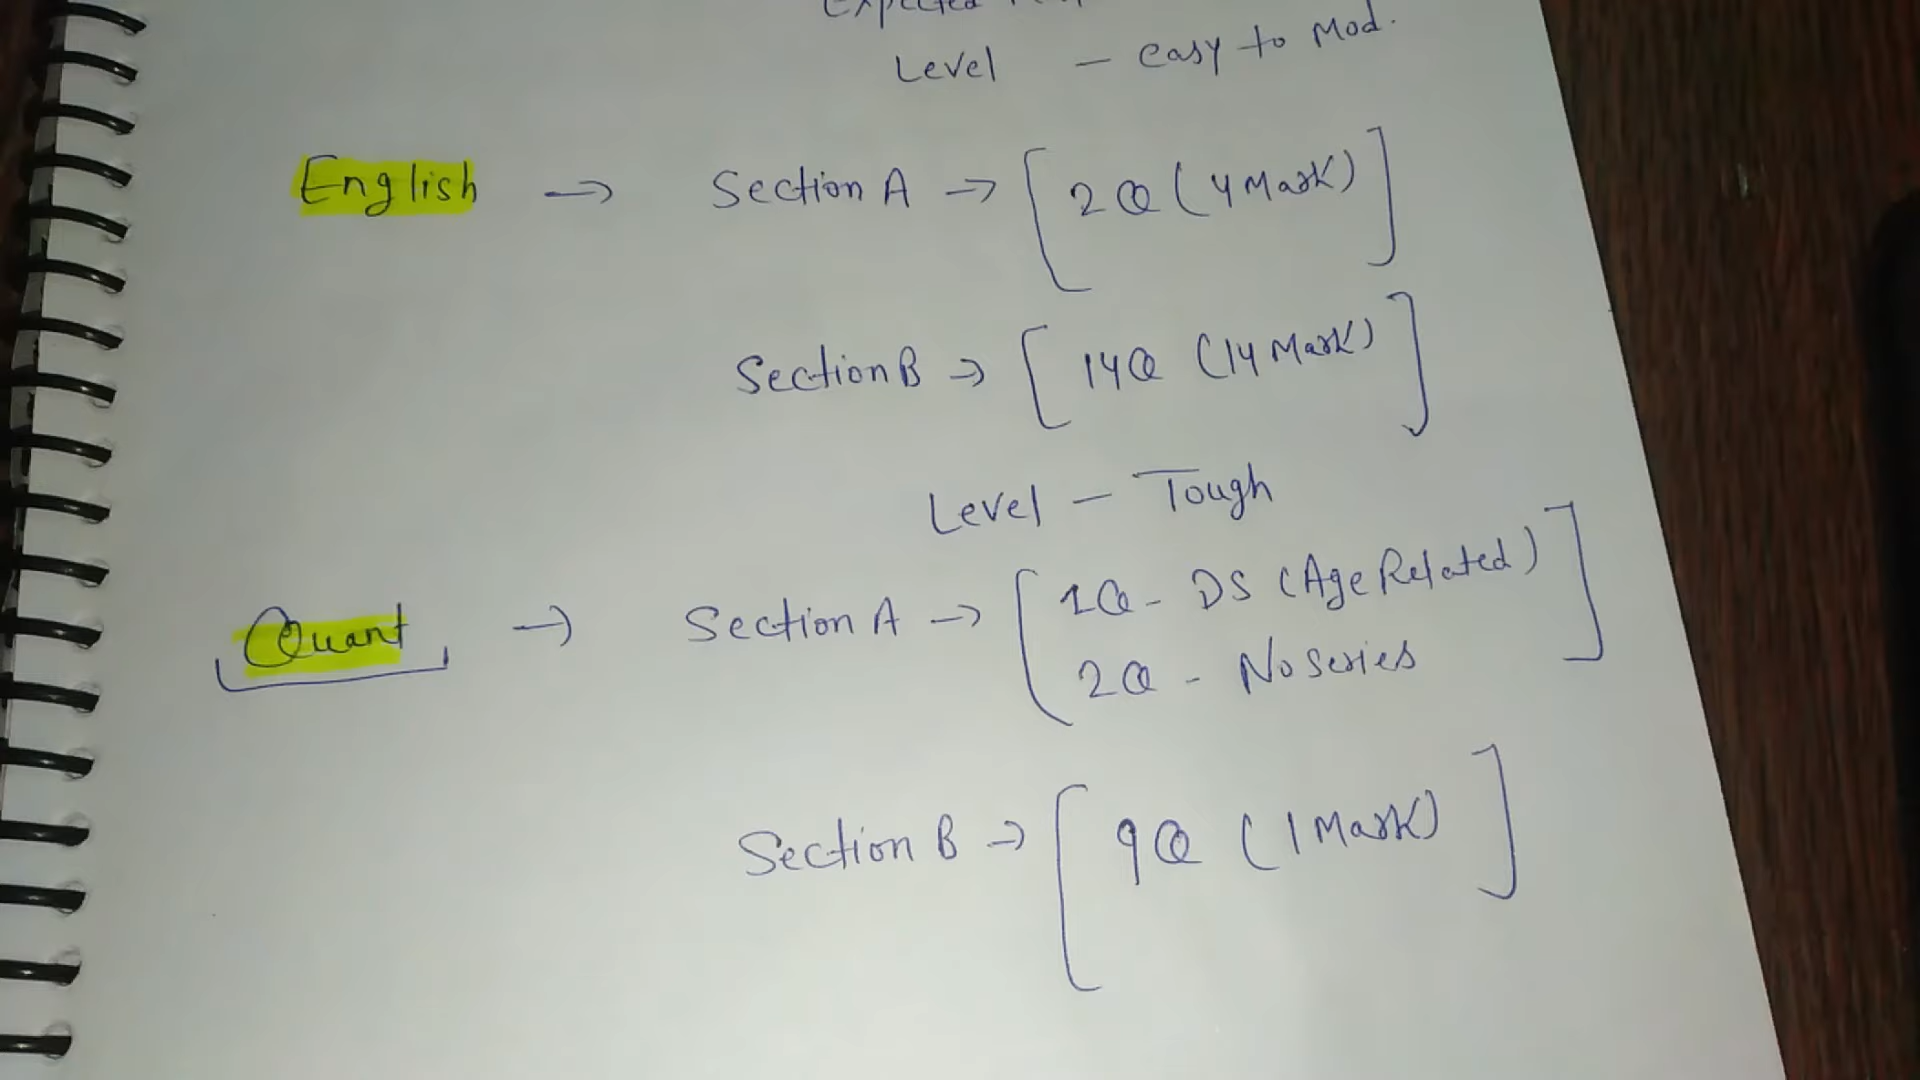 Expected
Level - easy to Mod.
English → Section A → [2Q (4 Mark)]
Section B → [14Q (14 Mark)]
Level - Tough
Quant → Section A → [1Q - DS (Age Related)
2Q - No series]
Section B → [9Q (1 Mark)]